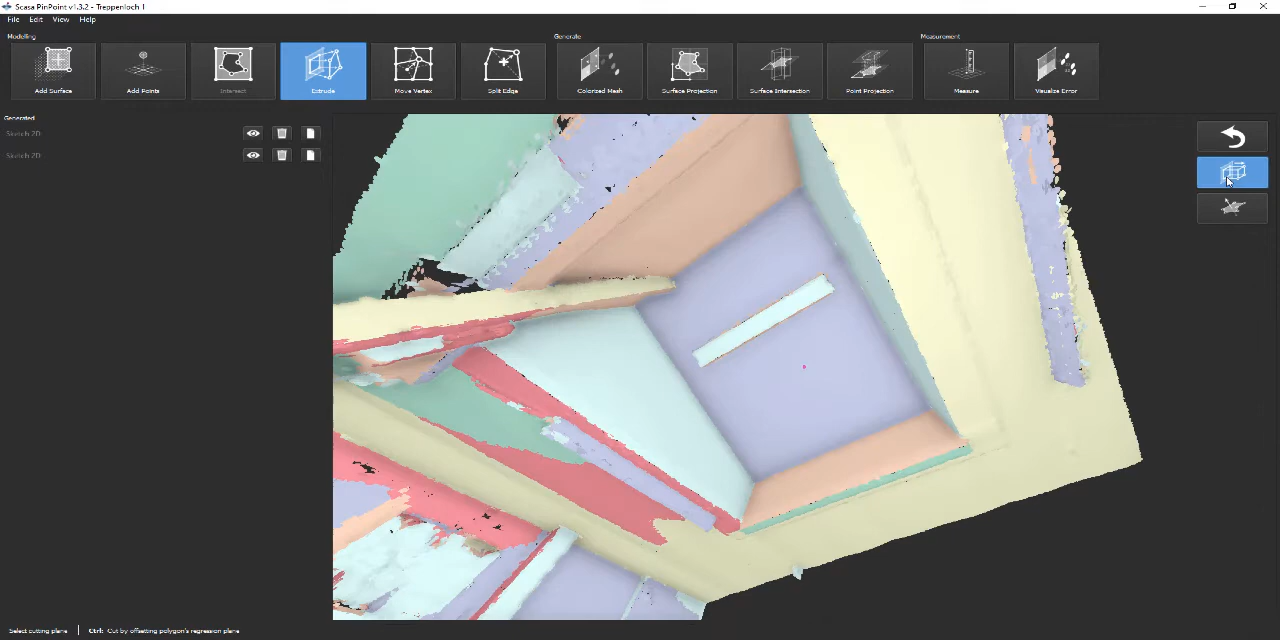 Scasa PinPoint v1.3.2 - Treppenloch 1
File Edit View Help
Modelling Generate Measurement
Add Surface Add Points Intersect Extrude Move Vertex Split Edge Colorized Mesh Surface Projection Surface Intersection Point Projection Measure Visualize Error
Generated
Sketch 2D
Sketch 2D
Select cutting plane Ctrl: Cut by offsetting polygon's regression plane